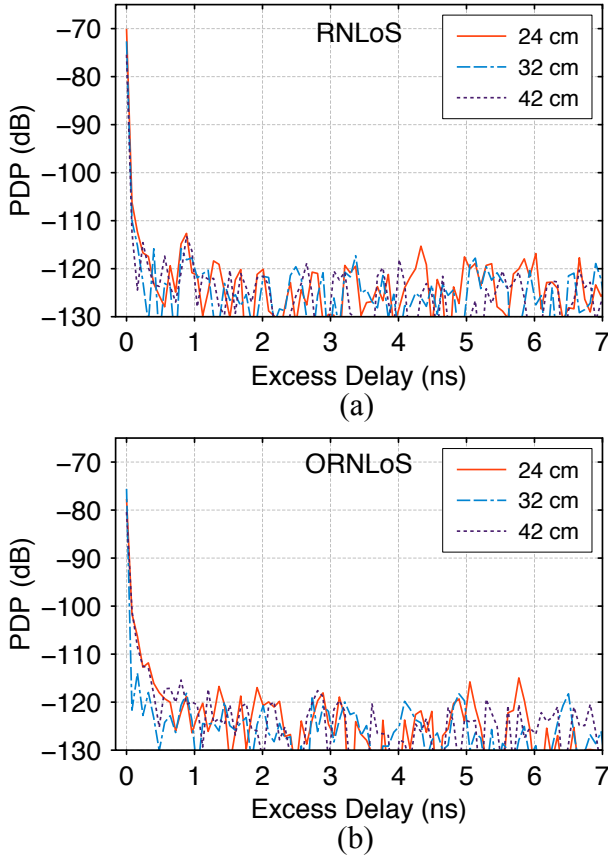 RNLoS
24 cm
32 cm
42 cm
PDP (dB)
−70
−80
−90
−100
−110
−120
−130
0 1 2 3 4 5 6 7
Excess Delay (ns)
(a)
ORNLoS
24 cm
32 cm
42 cm
PDP (dB)
−70
−80
−90
−100
−110
−120
−130
0 1 2 3 4 5 6 7
Excess Delay (ns)
(b)